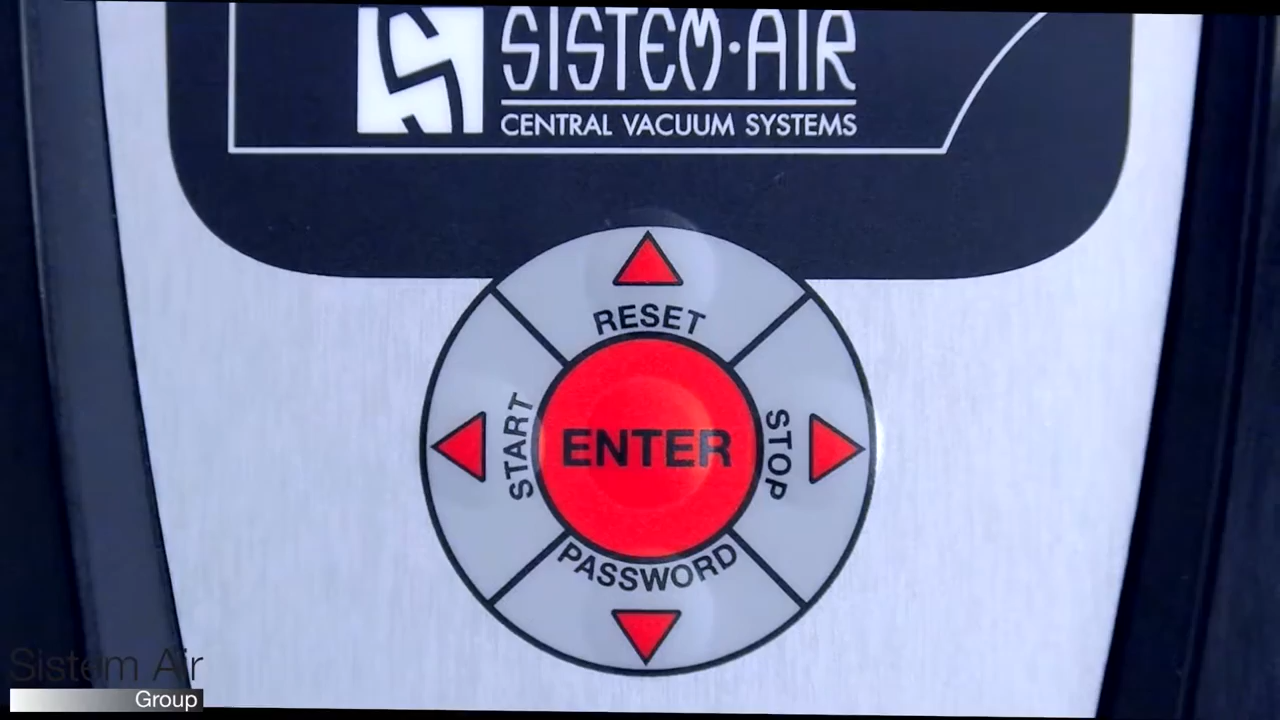 SISTEM·AIR
CENTRAL VACUUM SYSTEMS
RESET
START
ENTER
STOP
PASSWORD
Sistem Air
Group